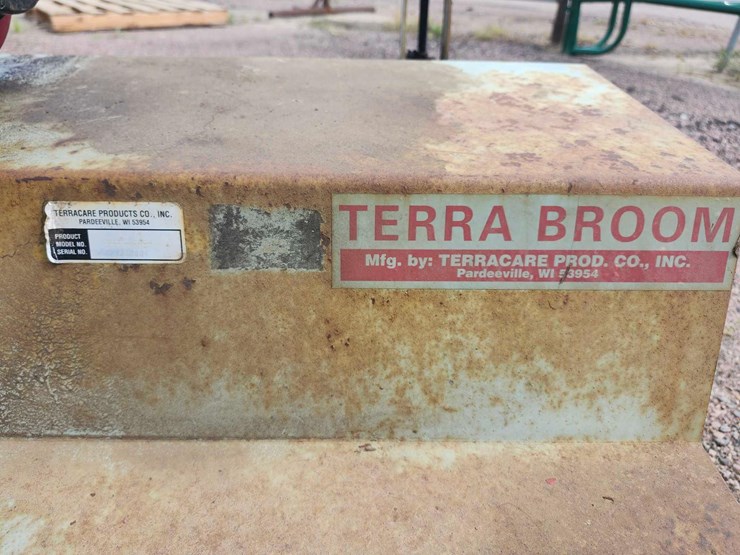 TERRACARE PRODUCTS CO., INC.
PARDEEVILLE, WI 53954
PRODUCT
MODEL NO.
SERIAL NO.
TERRA BROOM
Mfg. by: TERRACARE PROD. CO., INC.
Pardeeville, WI 53954